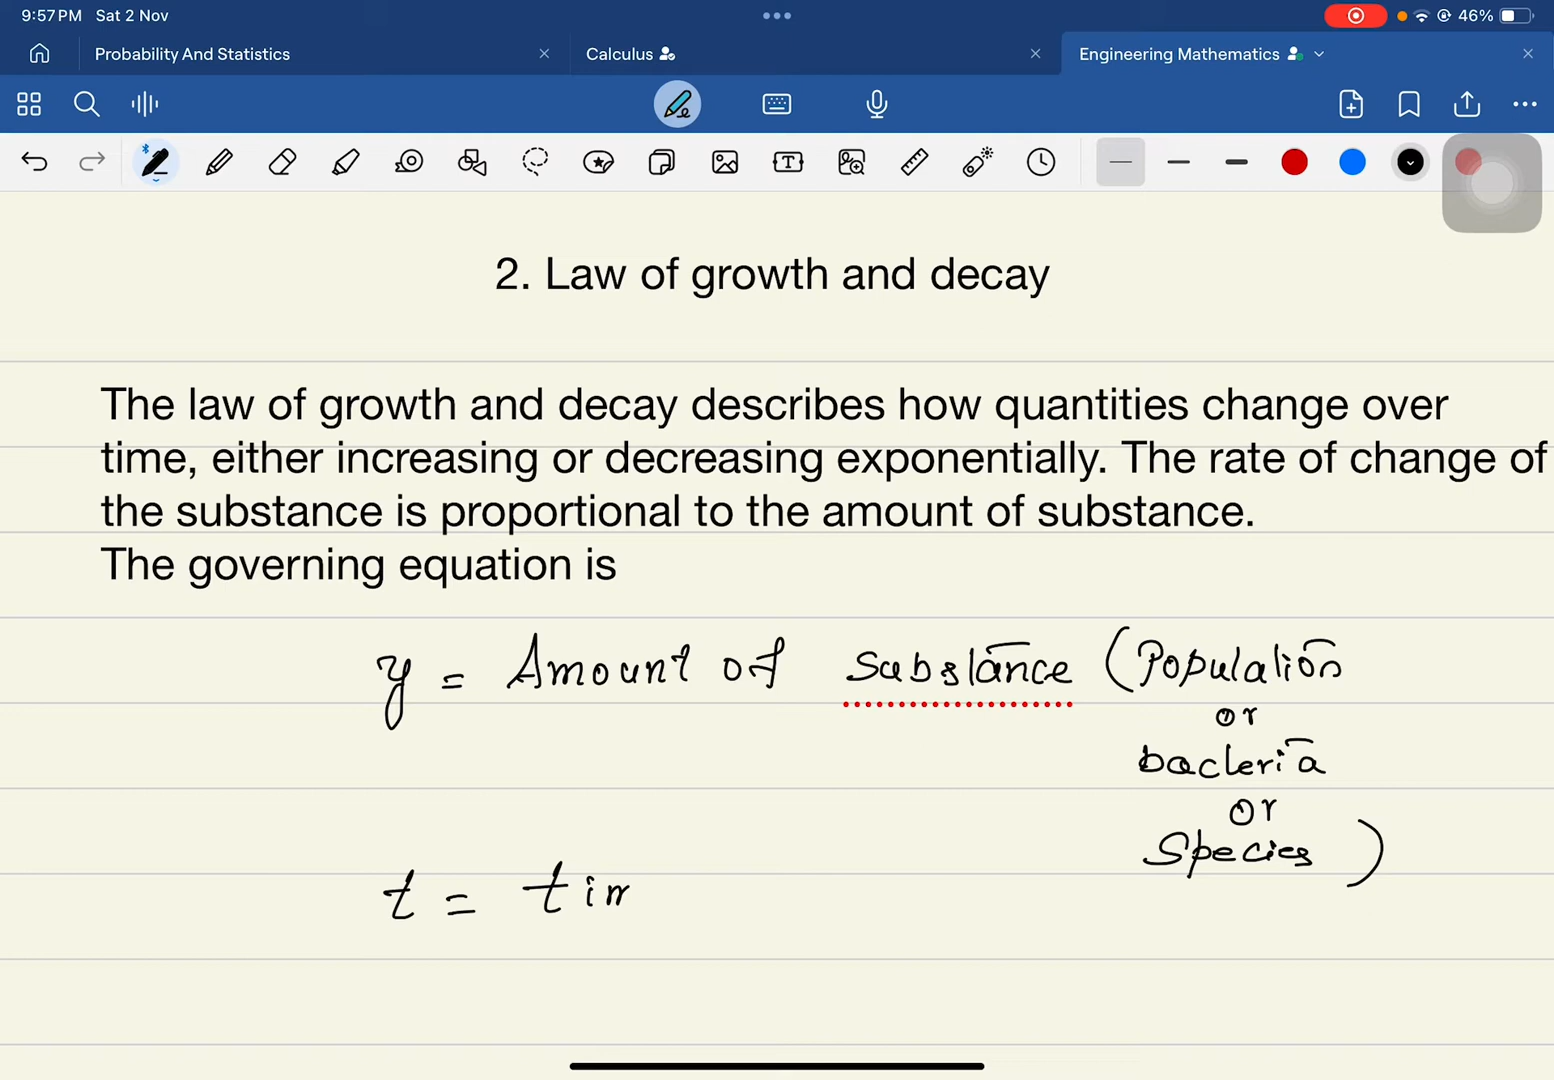 9:57 PM Sat 2 Nov
46%
Probability And Statistics
Calculus
Engineering Mathematics
2. Law of growth and decay
The law of growth and decay describes how quantities change over
time, either increasing or decreasing exponentially. The rate of change of
the substance is proportional to the amount of substance.
The governing equation is
y = Amount of Substance (Population
or
bacteria
or
Species)
t = tim